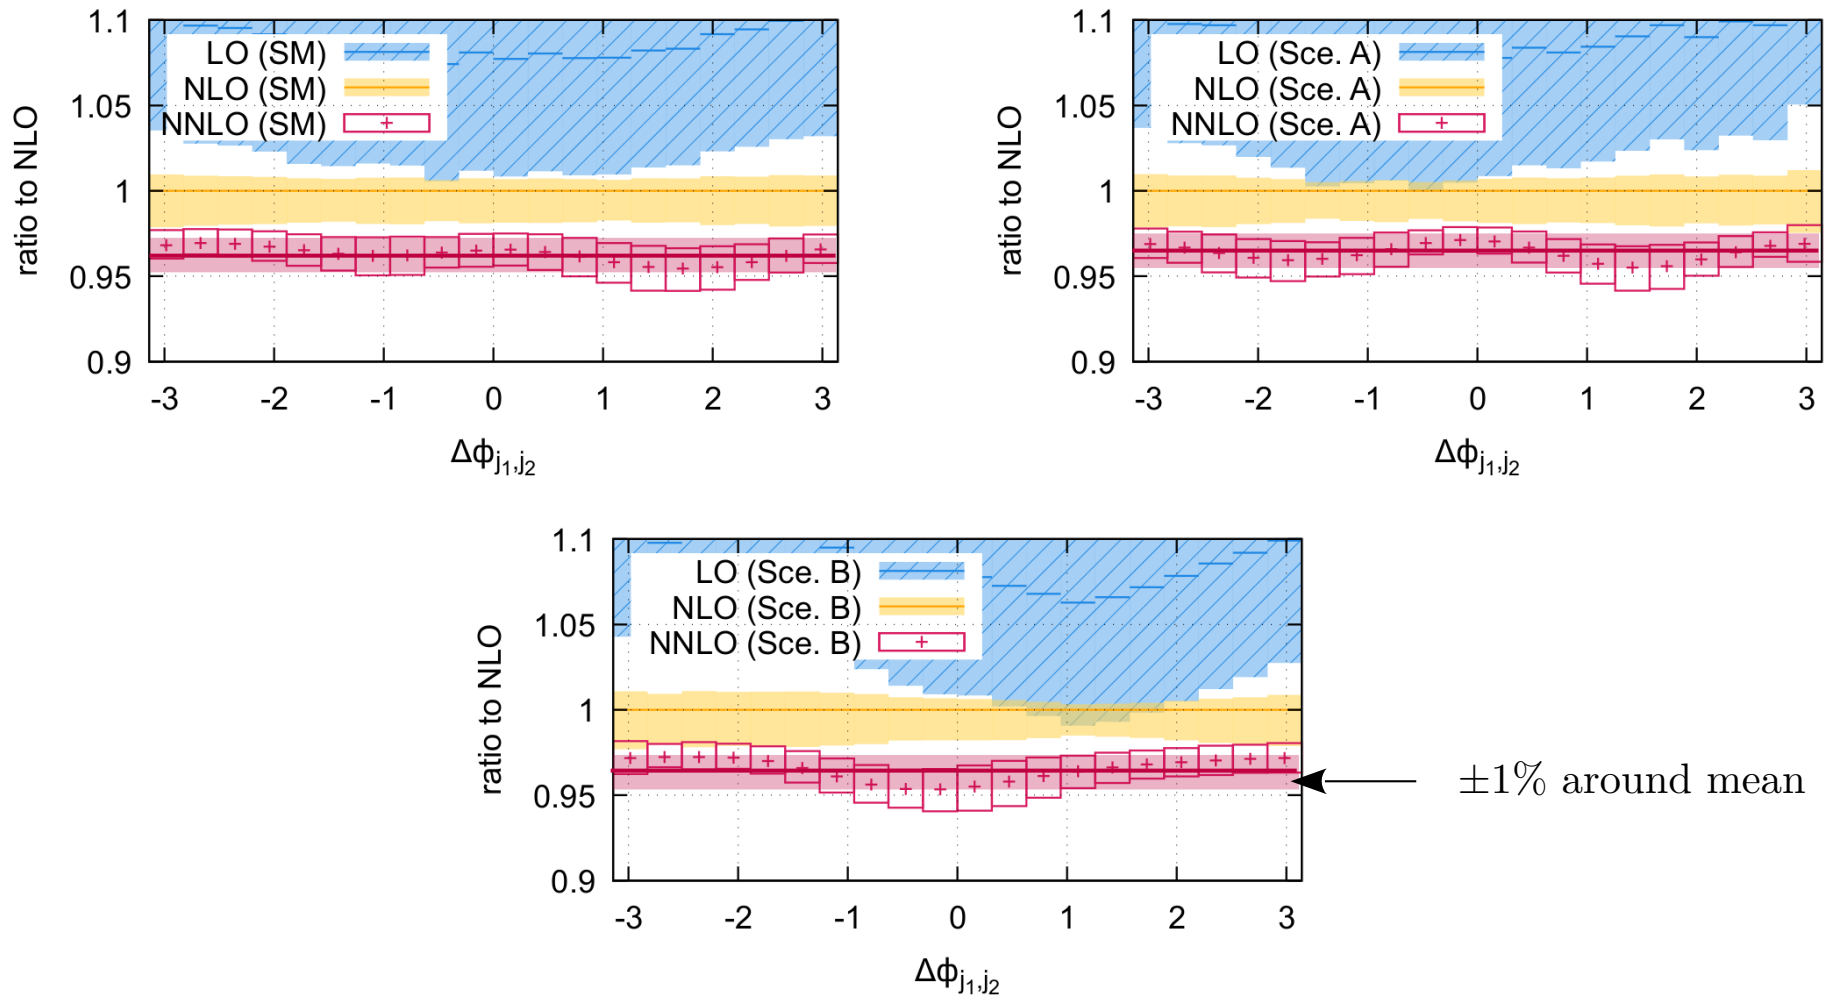 1.1
LO (SM)
NLO (SM)
1.05
NNLO (SM)
ratio to NLO
1
0.95
0.9
-3 -2 -1 0 1 2 3
Δϕj1,j2
1.1
LO (Sce. A)
NLO (Sce. A)
1.05
NNLO (Sce. A)
ratio to NLO
1
0.95
0.9
-3 -2 -1 0 1 2 3
Δϕj1,j2
1.1
LO (Sce. B)
NLO (Sce. B)
1.05
NNLO (Sce. B)
ratio to NLO
1
0.95
±1% around mean
0.9
-3 -2 -1 0 1 2 3
Δϕj1,j2